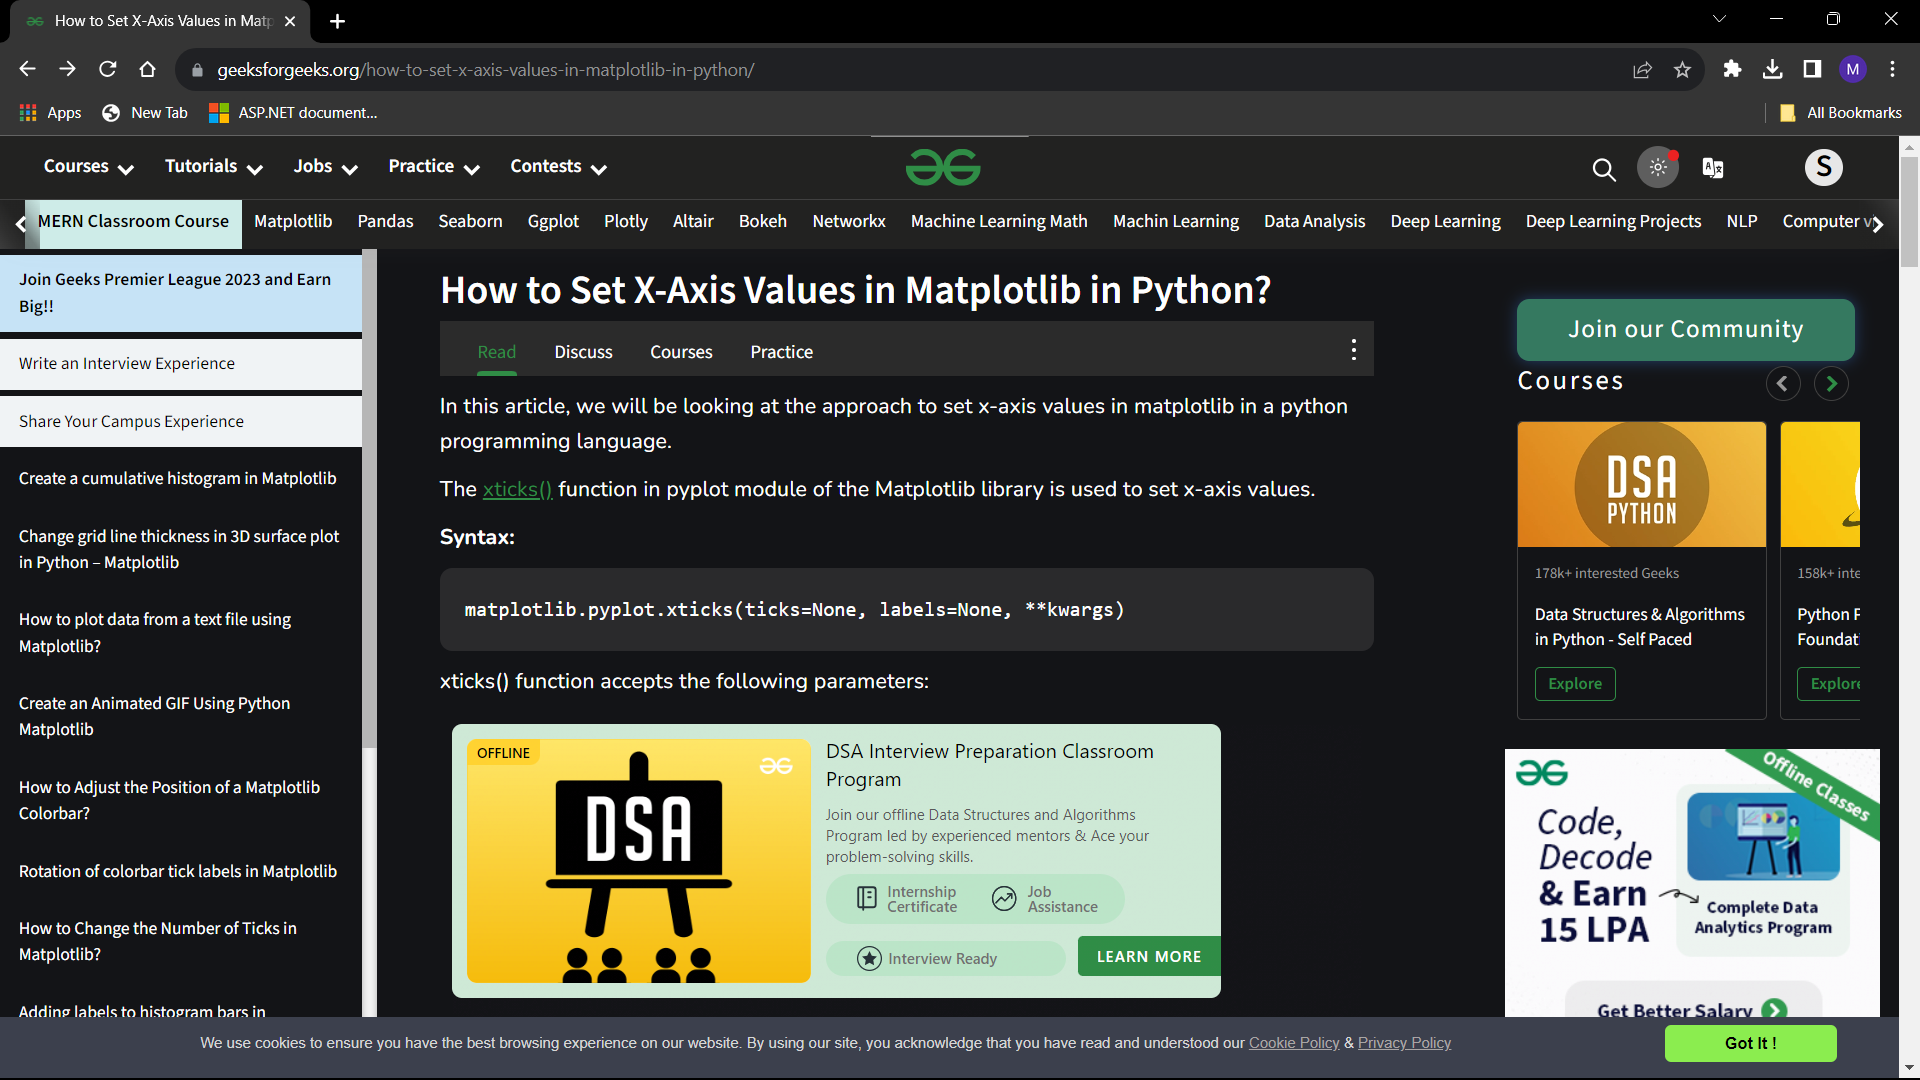 How to Set X-Axis Values in Matp
geeksforgeeks.org/how-to-set-x-axis-values-in-matplotlib-in-python/
M
Apps
New Tab
ASP.NET document...
All Bookmarks
Courses
Tutorials
Jobs
Practice
Contests
S
MERN Classroom Course
Matplotlib
Pandas
Seaborn
Ggplot
Plotly
Altair
Bokeh
Networkx
Machine Learning Math
Machin Learning
Data Analysis
Deep Learning
Deep Learning Projects
NLP
Computer vi
Join Geeks Premier League 2023 and Earn
Big!!
Write an Interview Experience
Share Your Campus Experience
Create a cumulative histogram in Matplotlib
Change grid line thickness in 3D surface plot
in Python – Matplotlib
How to plot data from a text file using
Matplotlib?
Create an Animated GIF Using Python
Matplotlib
How to Adjust the Position of a Matplotlib
Colorbar?
Rotation of colorbar tick labels in Matplotlib
How to Change the Number of Ticks in
Matplotlib?
Adding labels to histogram bars in
How to Set X-Axis Values in Matplotlib in Python?
Read
Discuss
Courses
Practice
In this article, we will be looking at the approach to set x-axis values in matplotlib in a python
programming language.
The xticks() function in pyplot module of the Matplotlib library is used to set x-axis values.
Syntax:
matplotlib.pyplot.xticks(ticks=None, labels=None, **kwargs)
xticks() function accepts the following parameters:
OFFLINE
DSA
DSA Interview Preparation Classroom
Program
Join our offline Data Structures and Algorithms
Program led by experienced mentors & Ace your
problem-solving skills.
Internship
Certificate
Job
Assistance
Interview Ready
LEARN MORE
Join our Community
Courses
DSA
PYTHON
178k+ interested Geeks
Data Structures & Algorithms
in Python - Self Paced
Explore
158k+ inte
Python P
Foundat
Explore
Offline Classes
Code,
Decode
& Earn
15 LPA
Complete Data
Analytics Program
Get Better Salary
We use cookies to ensure you have the best browsing experience on our website. By using our site, you acknowledge that you have read and understood our Cookie Policy & Privacy Policy
Got It !